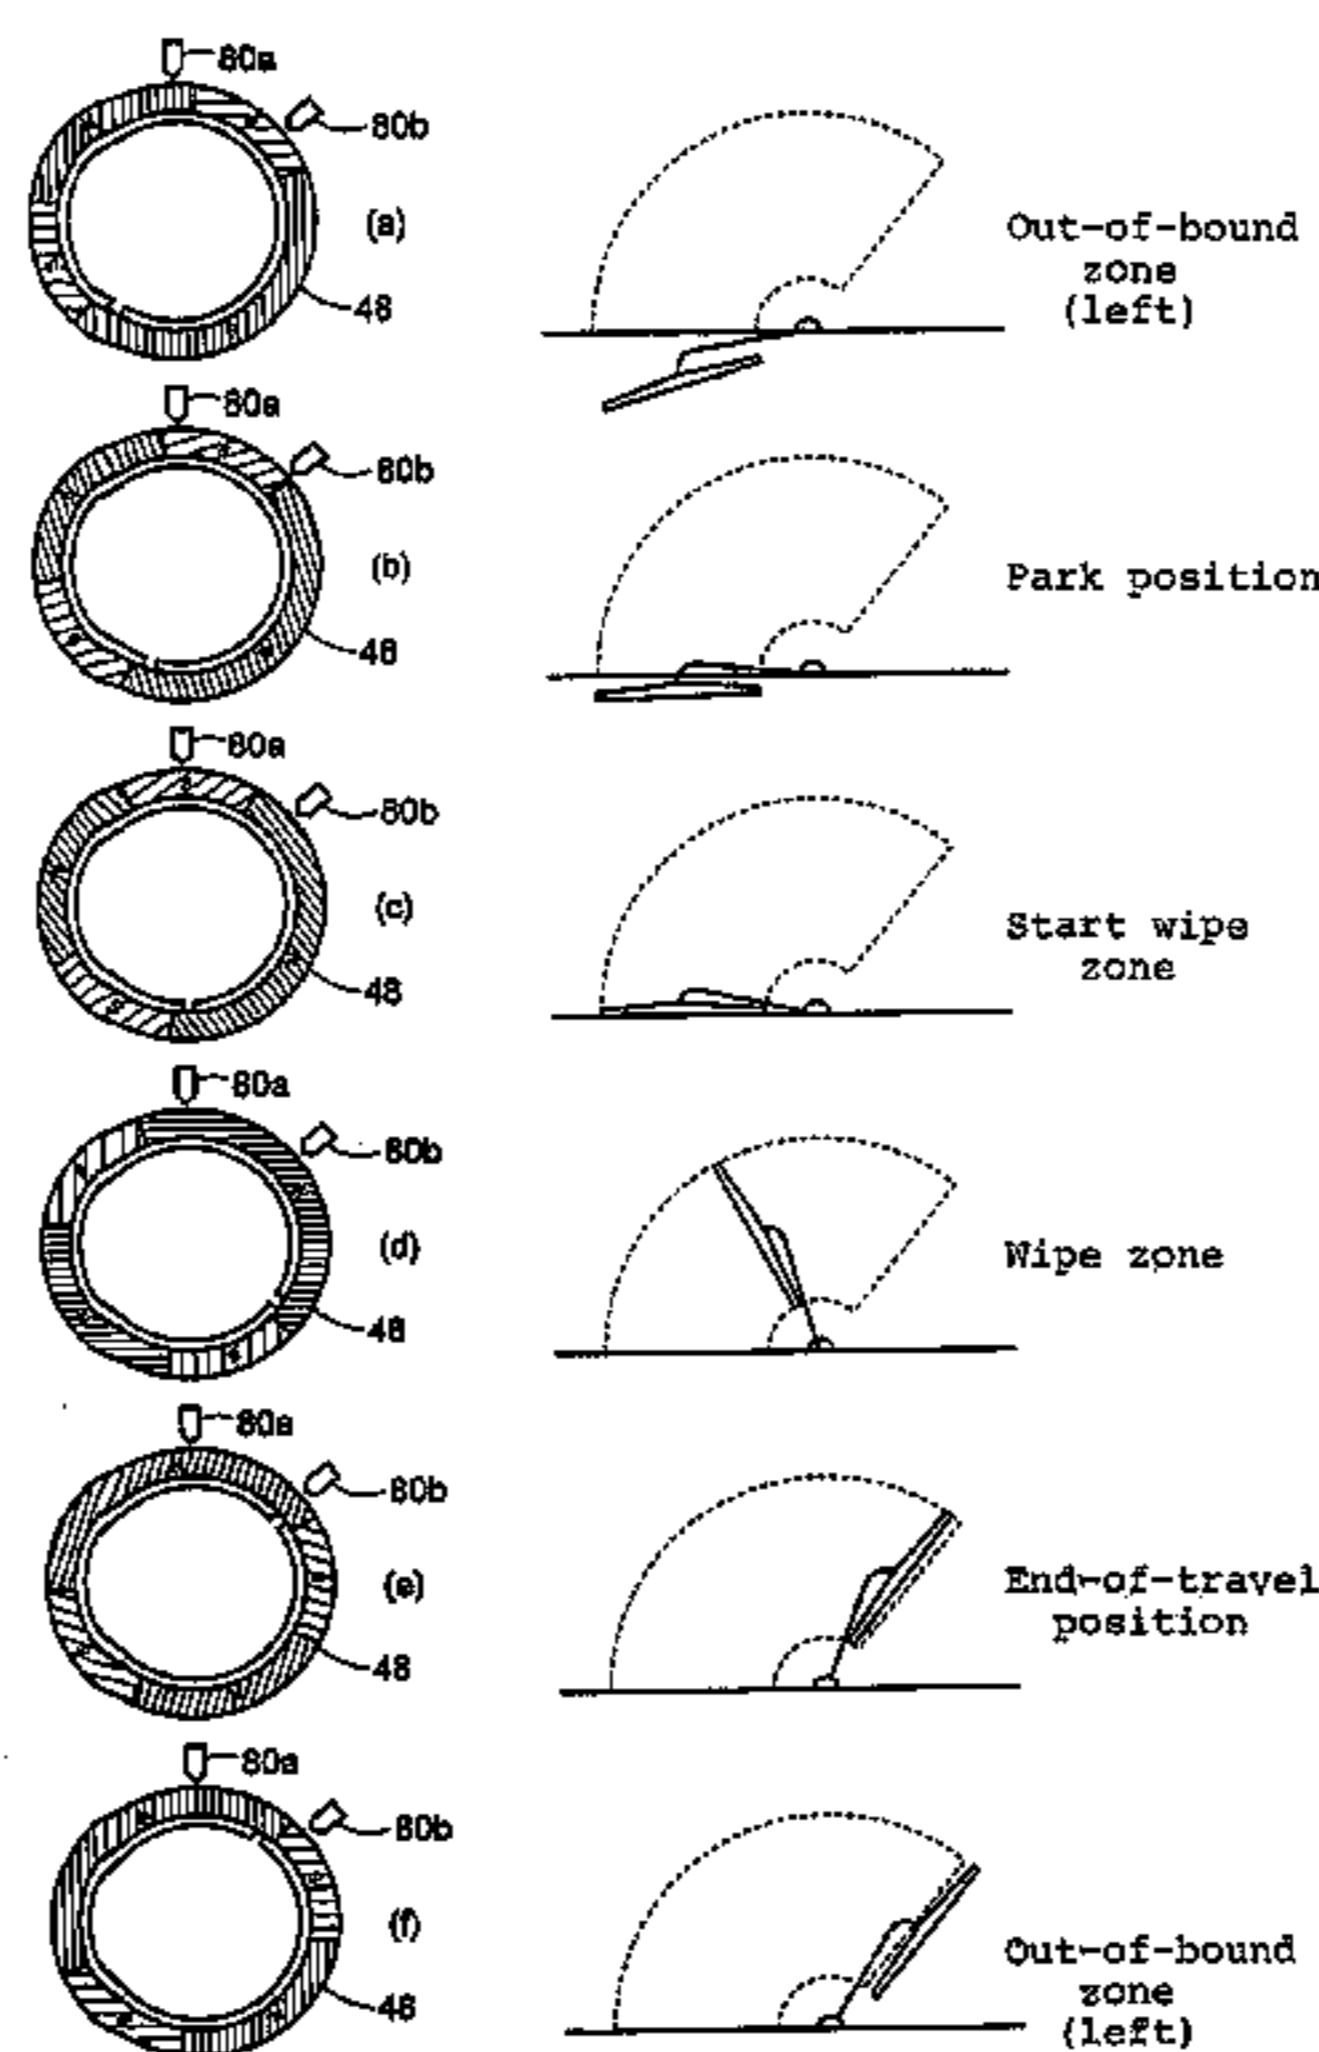 80a
80b
(a)
48
Out-of-bound
zone
(left)
80a
80b
(b)
48
Park position
80a
80b
(c)
48
Start wipe
zone
80a
80b
(d)
48
Wipe zone
80a
80b
(e)
48
End-of-travel
position
80a
80b
(f)
48
Out-of-bound
zone
(left)